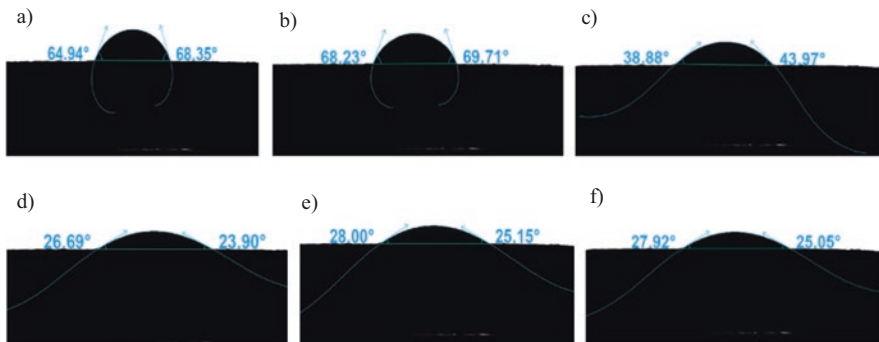 a)
64.94° 68.35°
b)
68.23° 69.71°
c)
38.88° 43.97°
d)
26.69° 23.90°
e)
28.00° 25.15°
f)
27.92° 25.05°